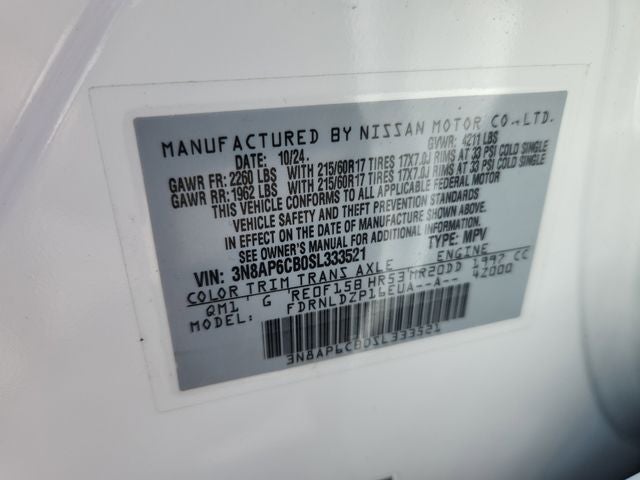 MANUFACTURED BY NISSAN MOTOR CO.,LTD.
DATE: 10/24. GVWR: 4211 LBS
GAWR FR: 2260 LBS WITH 215/60R17 TIRES 17X7.0J RIMS AT 33 PSI COLD SINGLE
GAWR RR: 1962 LBS WITH 215/60R17 TIRES 17X7.0J RIMS AT 33 PSI COLD SINGLE
THIS VEHICLE CONFORMS TO ALL APPLICABLE FEDERAL MOTOR
VEHICLE SAFETY AND THEFT PREVENTION STANDARDS
IN EFFECT ON THE DATE OF MANUFACTURE SHOWN ABOVE.
SEE OWNER'S MANUAL FOR ADDITIONAL INFORMATION.
VIN: 3N8AP6CB0SL333521 TYPE: MPV
COLOR TRIM TRANS AXLE ENGINE
QM1 G RE0F15B HR53 MR20DD 1997 CC
MODEL: FDRNLDZP16EUA--A-- 42000
3N8AP6CB0SL333521